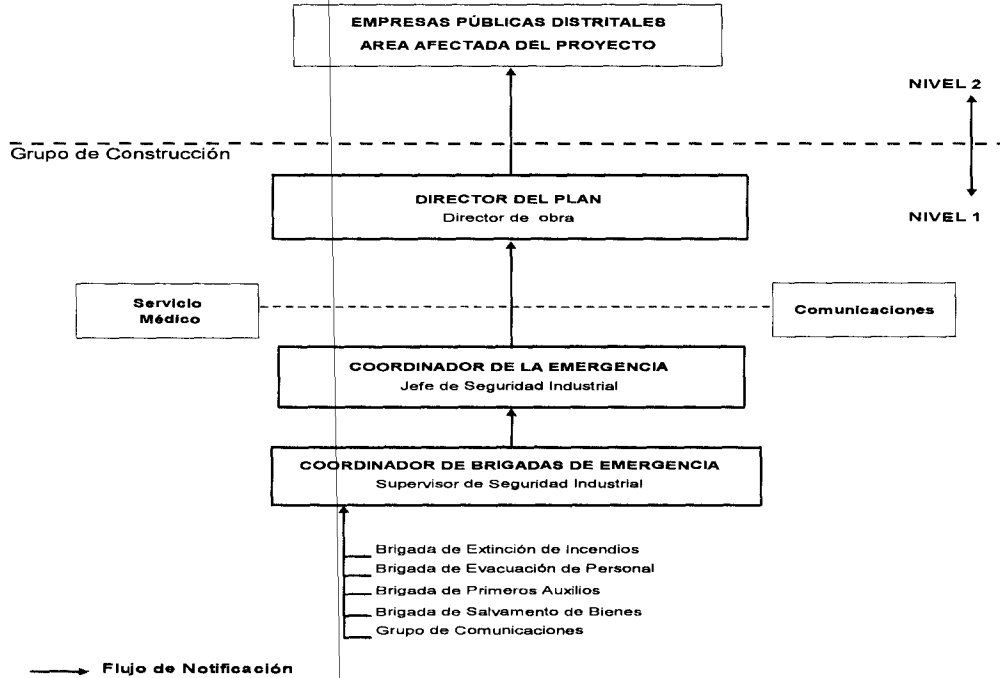 EMPRESAS PÚBLICAS DISTRITALES
AREA AFECTADA DEL PROYECTO
NIVEL 2
Grupo de Construcción
DIRECTOR DEL PLAN
Director de obra
NIVEL 1
Servicio
Médico
Comunicaciones
COORDINADOR DE LA EMERGENCIA
Jefe de Seguridad Industrial
COORDINADOR DE BRIGADAS DE EMERGENCIA
Supervisor de Seguridad Industrial
Brigada de Extinción de Incendios
Brigada de Evacuación de Personal
Brigada de Primeros Auxilios
Brigada de Salvamento de Bienes
Grupo de Comunicaciones
Flujo de Notificación